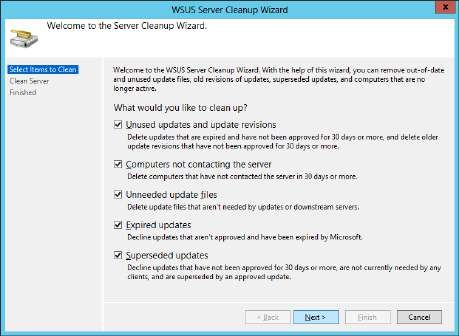 WSUS Server Cleanup Wizard
x
Welcome to the Server Cleanup Wizard.
Select Items to Clean
Clean Server
Finished
Welcome to the WSUS Server Cleanup Wizard. With the help of this wizard, you can remove out-of-date
and unused update files, old revisions of updates, superseded updates, and computers that are no
longer active.
What would you like to clean up?
Unused updates and update revisions
Delete updates that are expired and have not been approved for 30 days or more, and delete older
update revisions that have not been approved for 30 days or more.
Computers not contacting the server
Delete computers that have not contacted the server in 30 days or more.
Unneeded update files
Delete update files that aren't needed by updates or downstream servers.
Expired updates
Decline updates that aren't approved and have been expired by Microsoft.
Superseded updates
Decline updates that have not been approved for 30 days or more, are not currently needed by any
clients, and are superseded by an approved update.
< Back
Next >
Finish
Cancel